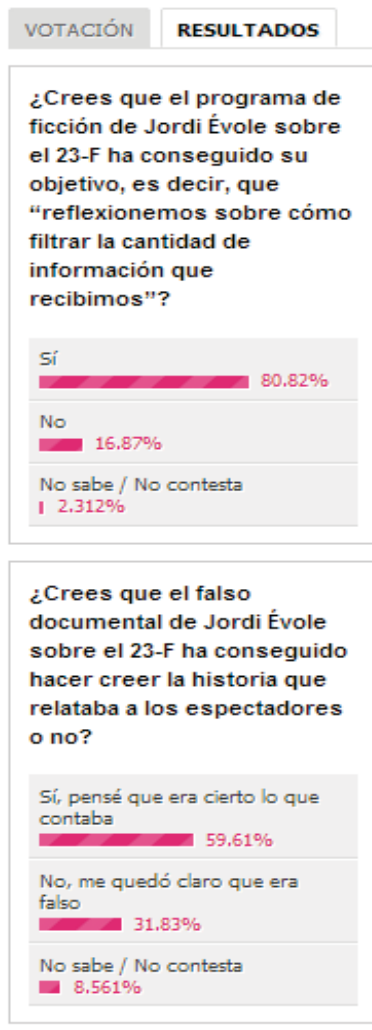 VOTACIÓN RESULTADOS
¿Crees que el programa de
ficción de Jordi Évole sobre
el 23-F ha conseguido su
objetivo, es decir, que
“reflexionemos sobre cómo
filtrar la cantidad de
información que
recibimos”?
Sí
80.82%
No
16.87%
No sabe / No contesta
2.312%
¿Crees que el falso
documental de Jordi Évole
sobre el 23-F ha conseguido
hacer creer la historia que
relataba a los espectadores
o no?
Sí, pensé que era cierto lo que
contaba
59.61%
No, me quedó claro que era
falso
31.83%
No sabe / No contesta
8.561%